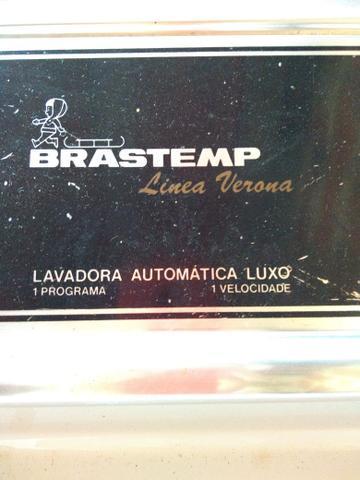 BRASTEMP
Linea Verona
LAVADORA AUTOMÁTICA LUXO
1 PROGRAMA 1 VELOCIDADE